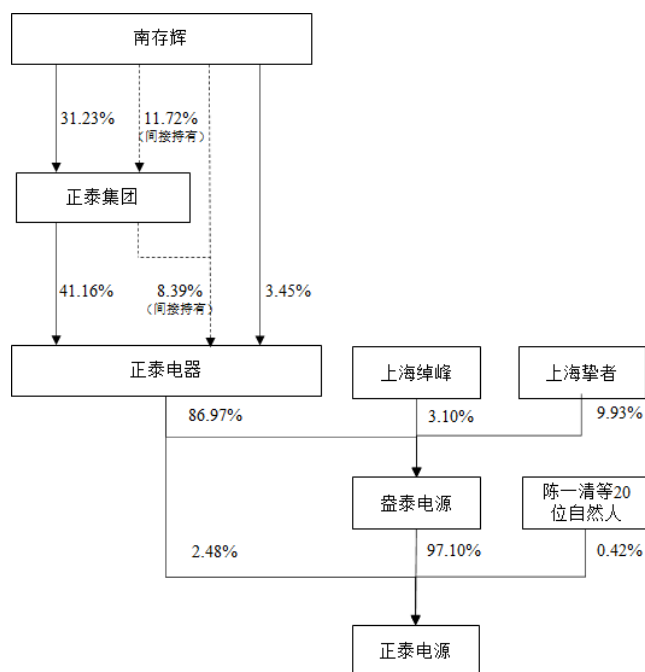 南存辉
31.23%
11.72%
（间接持有）
正泰集团
41.16%
8.39%
（间接持有）
3.45%
正泰电器
上海绰峰
上海挚者
86.97%
3.10%
9.93%
盎泰电源
陈一清等20
位自然人
2.48%
97.10%
0.42%
正泰电源